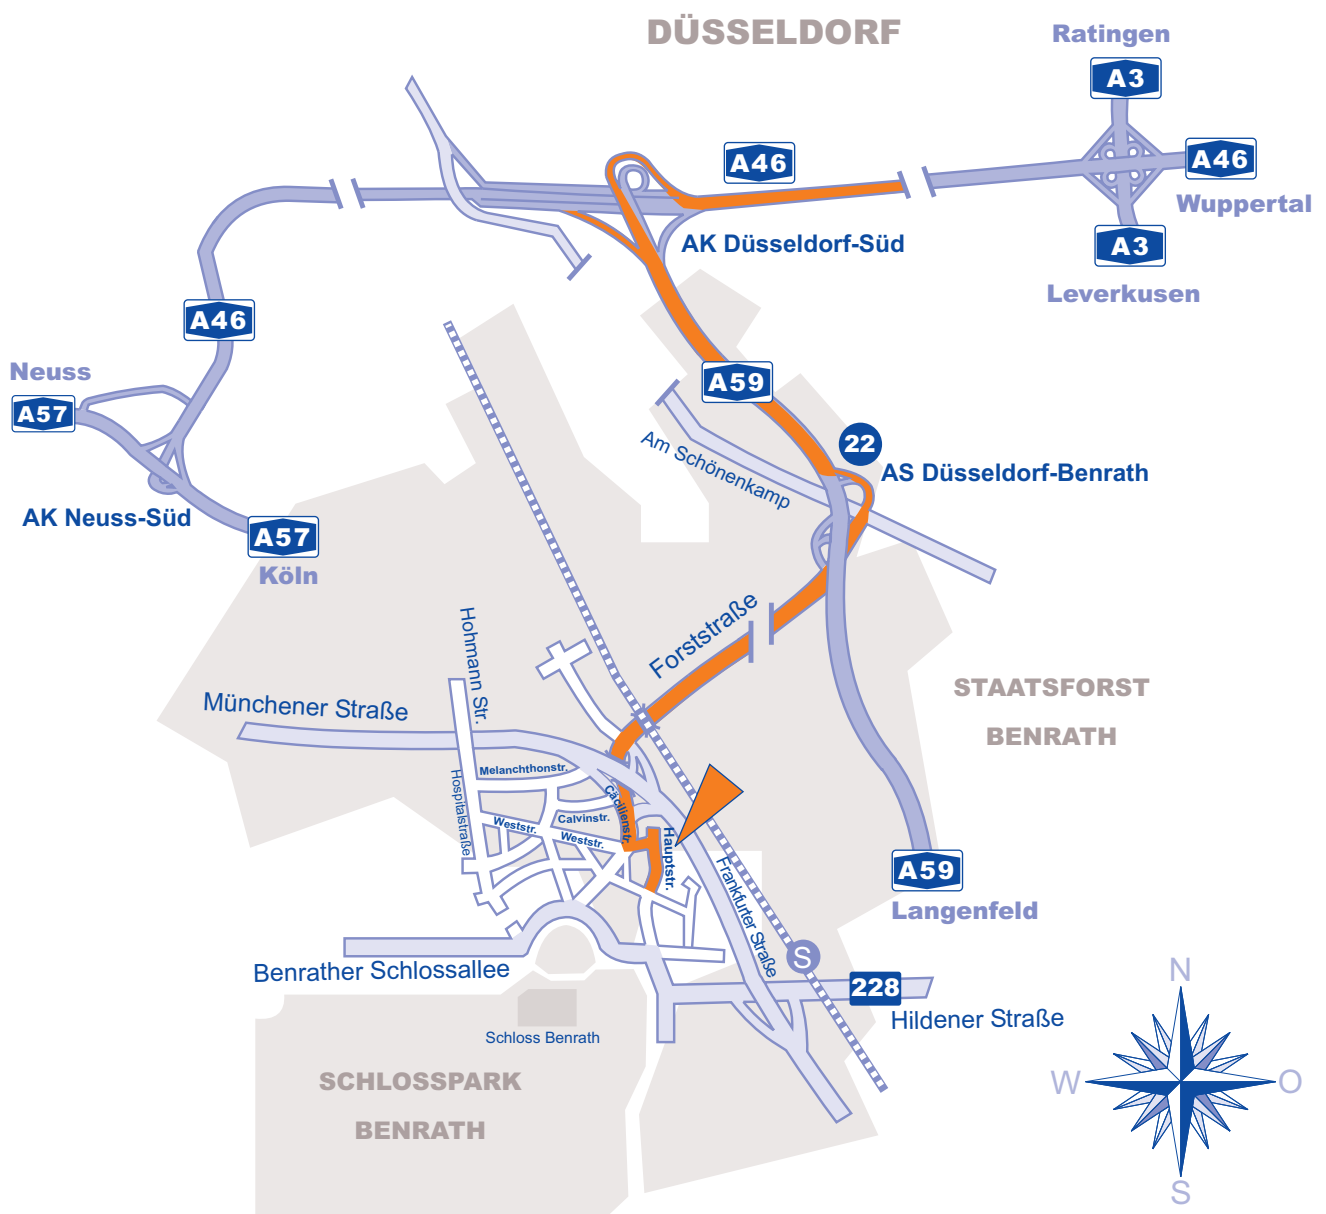 DÜSSELDORF
Ratingen
A3
A46
A46
Wuppertal
AK Düsseldorf-Süd
A3
Leverkusen
A46
Neuss
A57
A59
22
Am Schönenkamp
AS Düsseldorf-Benrath
AK Neuss-Süd
A57
Köln
Forststraße
Hohmann Str.
STAATSFORST
BENRATH
Münchener Straße
Melanchthonstr.
Hospitalstraße
Cäcilienstr.
Calvinstr.
Weststr.
Weststr.
Hauptstr.
Frankfurter Straße
A59
Langenfeld
S
Benrather Schlossallee
228
Hildener Straße
Schloss Benrath
SCHLOSSPARK
BENRATH
N
W
O
S